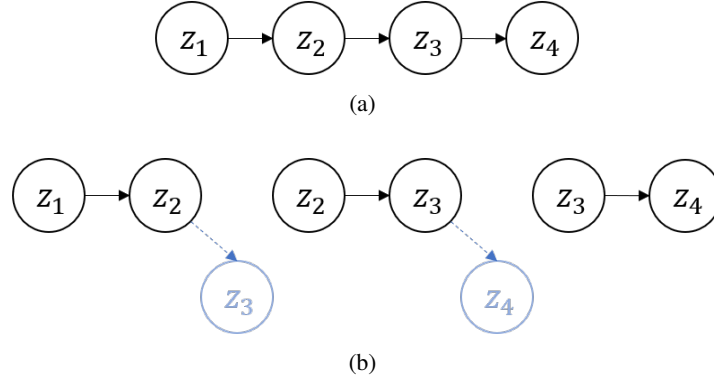 z₁ z₂ z₃ z₄
(a)
z₁ z₂ z₂ z₃ z₃ z₄
z₃ z₄
(b)